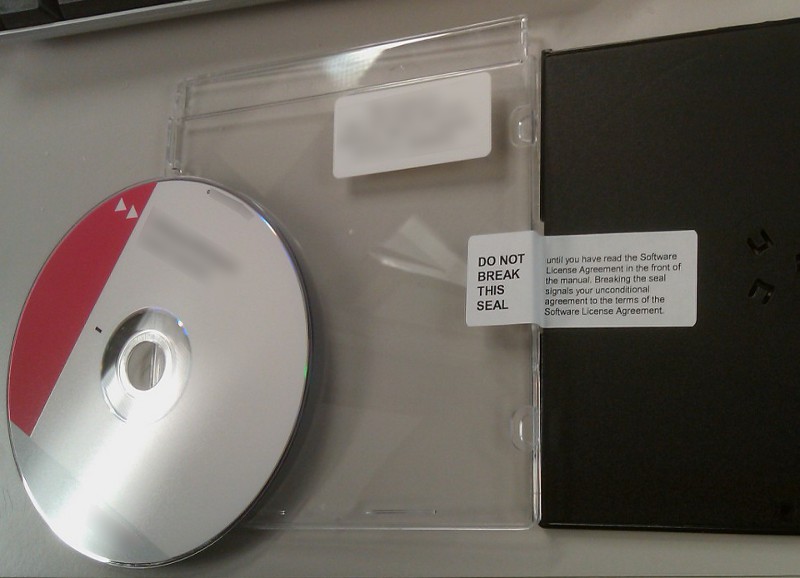 DO NOT
BREAK
THIS
SEAL
until you have read the Software
License Agreement in the front of
the manual. Breaking the seal
signals your unconditional
agreement to the terms of the
Software License Agreement.